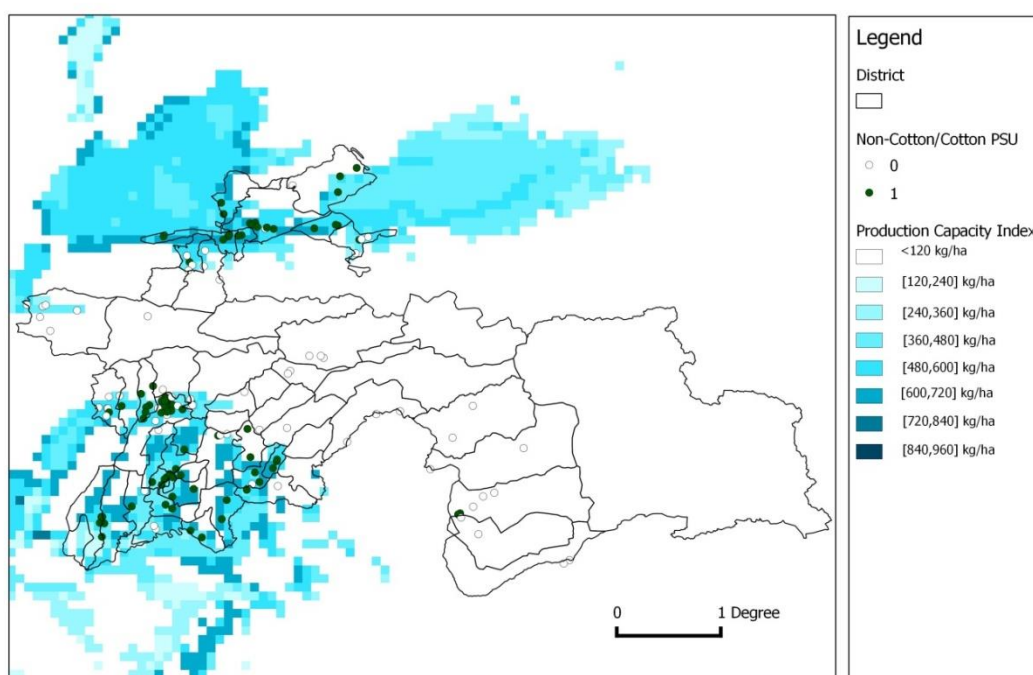 Legend
District
Non-Cotton/Cotton PSU
0
1
Production Capacity Index
<120 kg/ha
[120,240] kg/ha
[240,360] kg/ha
[360,480] kg/ha
[480,600] kg/ha
[600,720] kg/ha
[720,840] kg/ha
[840,960] kg/ha
0 1 Degree